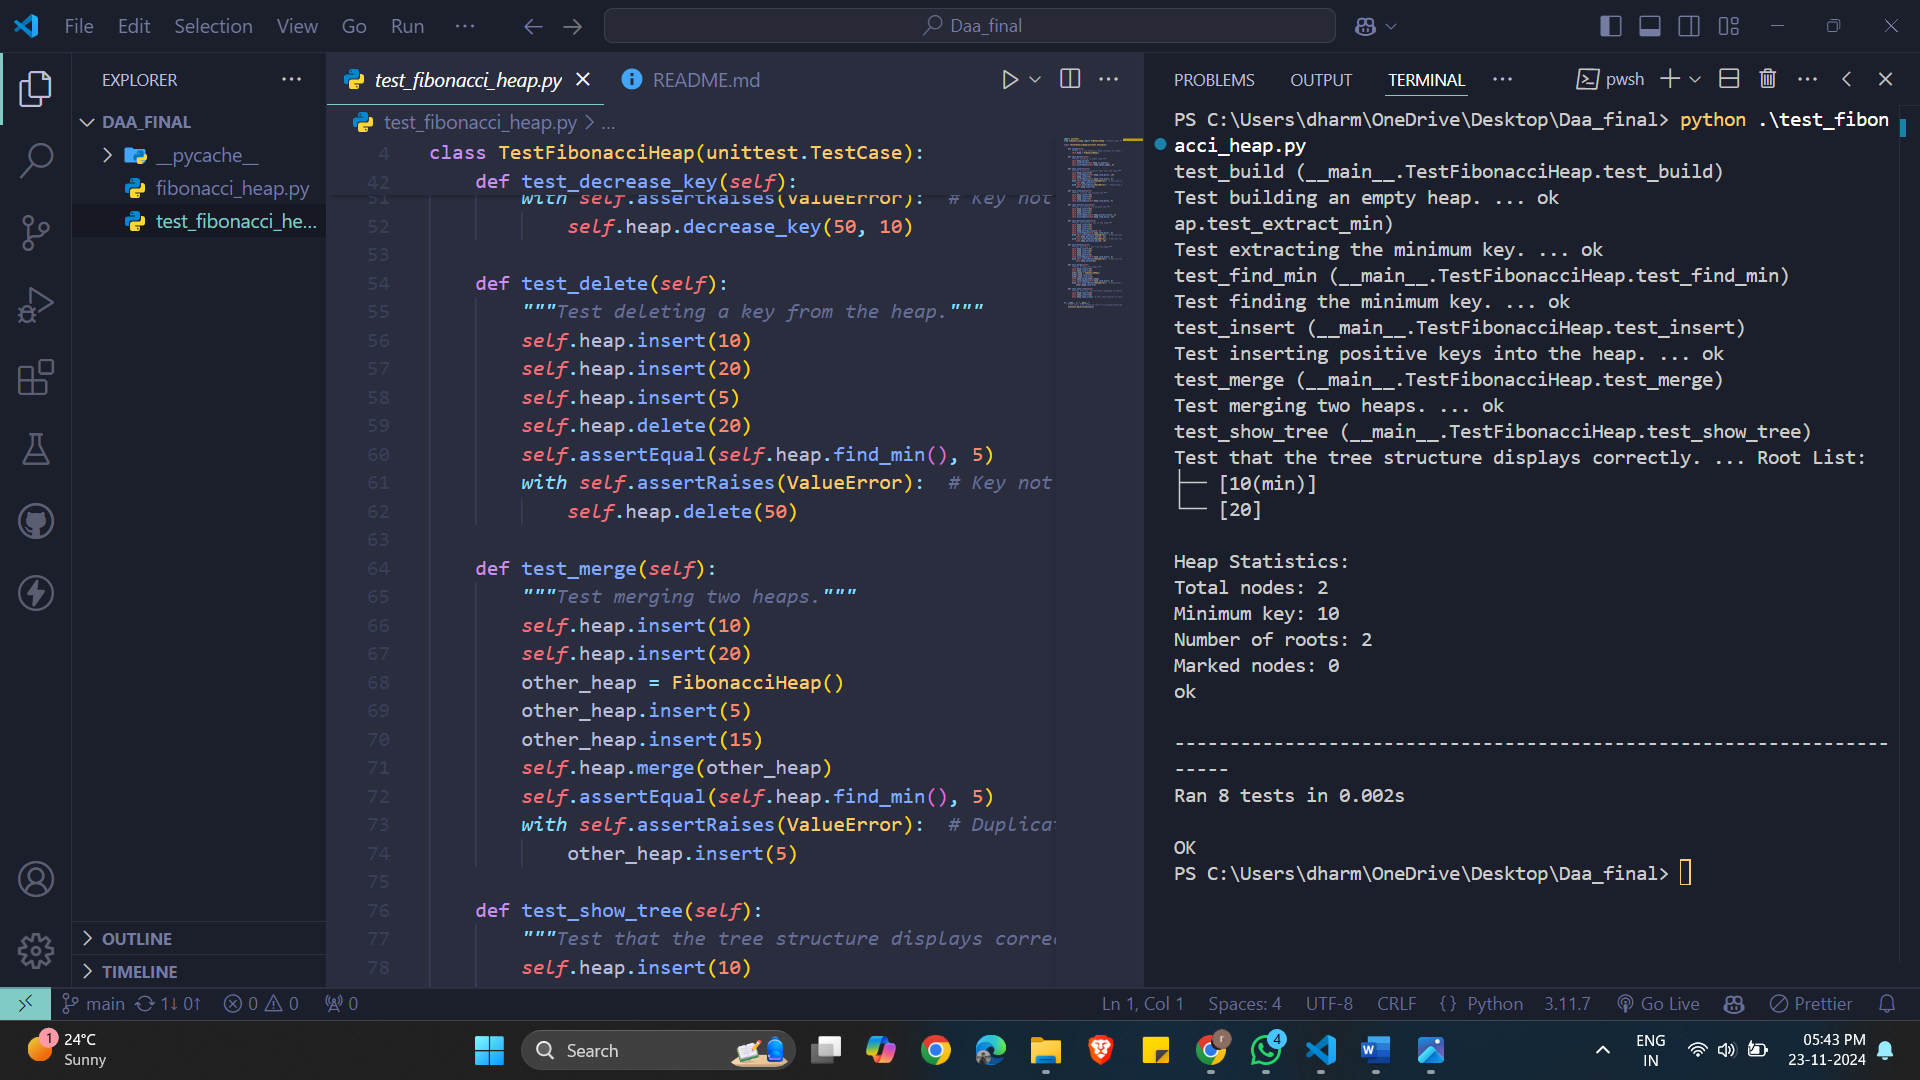 File Edit Selection View Go Run ...
Daa_final
EXPLORER ...
DAA_FINAL
__pycache__
fibonacci_heap.py
test_fibonacci_he...
OUTLINE
TIMELINE
test_fibonacci_heap.py
README.md
test_fibonacci_heap.py > ...
4 class TestFibonacciHeap(unittest.TestCase):
42 def test_decrease_key(self):
51 with self.assertRaises(ValueError):  # Key not
52 self.heap.decrease_key(50, 10)
53
54 def test_delete(self):
55 """Test deleting a key from the heap."""
56 self.heap.insert(10)
57 self.heap.insert(20)
58 self.heap.insert(5)
59 self.heap.delete(20)
60 self.assertEqual(self.heap.find_min(), 5)
61 with self.assertRaises(ValueError):  # Key not
62 self.heap.delete(50)
63
64 def test_merge(self):
65 """Test merging two heaps."""
66 self.heap.insert(10)
67 self.heap.insert(20)
68 other_heap = FibonacciHeap()
69 other_heap.insert(5)
70 other_heap.insert(15)
71 self.heap.merge(other_heap)
72 self.assertEqual(self.heap.find_min(), 5)
73 with self.assertRaises(ValueError):  # Duplica
74 other_heap.insert(5)
75
76 def test_show_tree(self):
77 """Test that the tree structure displays corre
78 self.heap.insert(10)
PROBLEMS OUTPUT TERMINAL ... pwsh
PS C:\Users\dharm\OneDrive\Desktop\Daa_final> python .\test_fibon
acci_heap.py
test_build (__main__.TestFibonacciHeap.test_build)
Test building an empty heap. ... ok
ap.test_extract_min)
Test extracting the minimum key. ... ok
test_find_min (__main__.TestFibonacciHeap.test_find_min)
Test finding the minimum key. ... ok
test_insert (__main__.TestFibonacciHeap.test_insert)
Test inserting positive keys into the heap. ... ok
test_merge (__main__.TestFibonacciHeap.test_merge)
Test merging two heaps. ... ok
test_show_tree (__main__.TestFibonacciHeap.test_show_tree)
Test that the tree structure displays correctly. ... Root List:
├── [10(min)]
└── [20]
Heap Statistics:
Total nodes: 2
Minimum key: 10
Number of roots: 2
Marked nodes: 0
ok
-----------------------------------------------------------------
-----
Ran 8 tests in 0.002s
OK
PS C:\Users\dharm\OneDrive\Desktop\Daa_final>
main 1↓ 0↑ 0 0 0 Ln 1, Col 1 Spaces: 4 UTF-8 CRLF {} Python 3.11.7 Go Live Prettier
1 24°C
Sunny
Search
4
ENG
IN
05:43 PM
23-11-2024